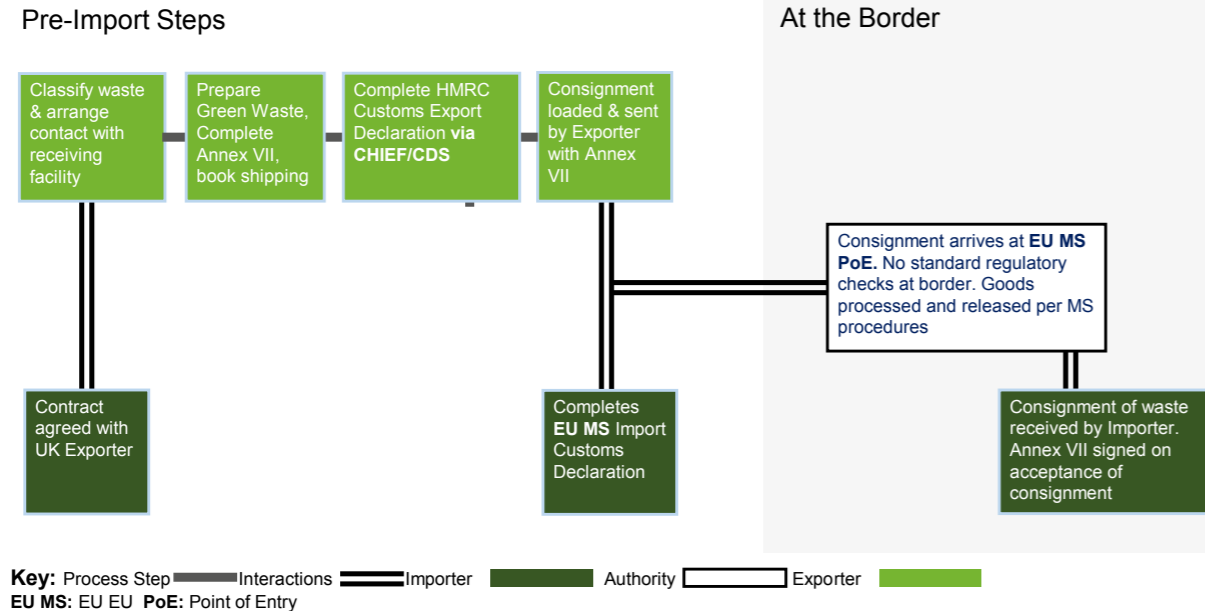 Pre-Import Steps
At the Border
Classify waste
& arrange
contact with
receiving
facility
Prepare
Green Waste,
Complete
Annex VII,
book shipping
Complete HMRC
Customs Export
Declaration via
CHIEF/CDS
Consignment
loaded & sent
by Exporter
with Annex
VII
Consignment arrives at EU MS
PoE. No standard regulatory
checks at border. Goods
processed and released per MS
procedures
Contract
agreed with
UK Exporter
Completes
EU MS Import
Customs
Declaration
Consignment of waste
received by Importer.
Annex VII signed on
acceptance of
consignment
Key: Process Step Interactions Importer Authority Exporter
EU MS: EU EU PoE: Point of Entry